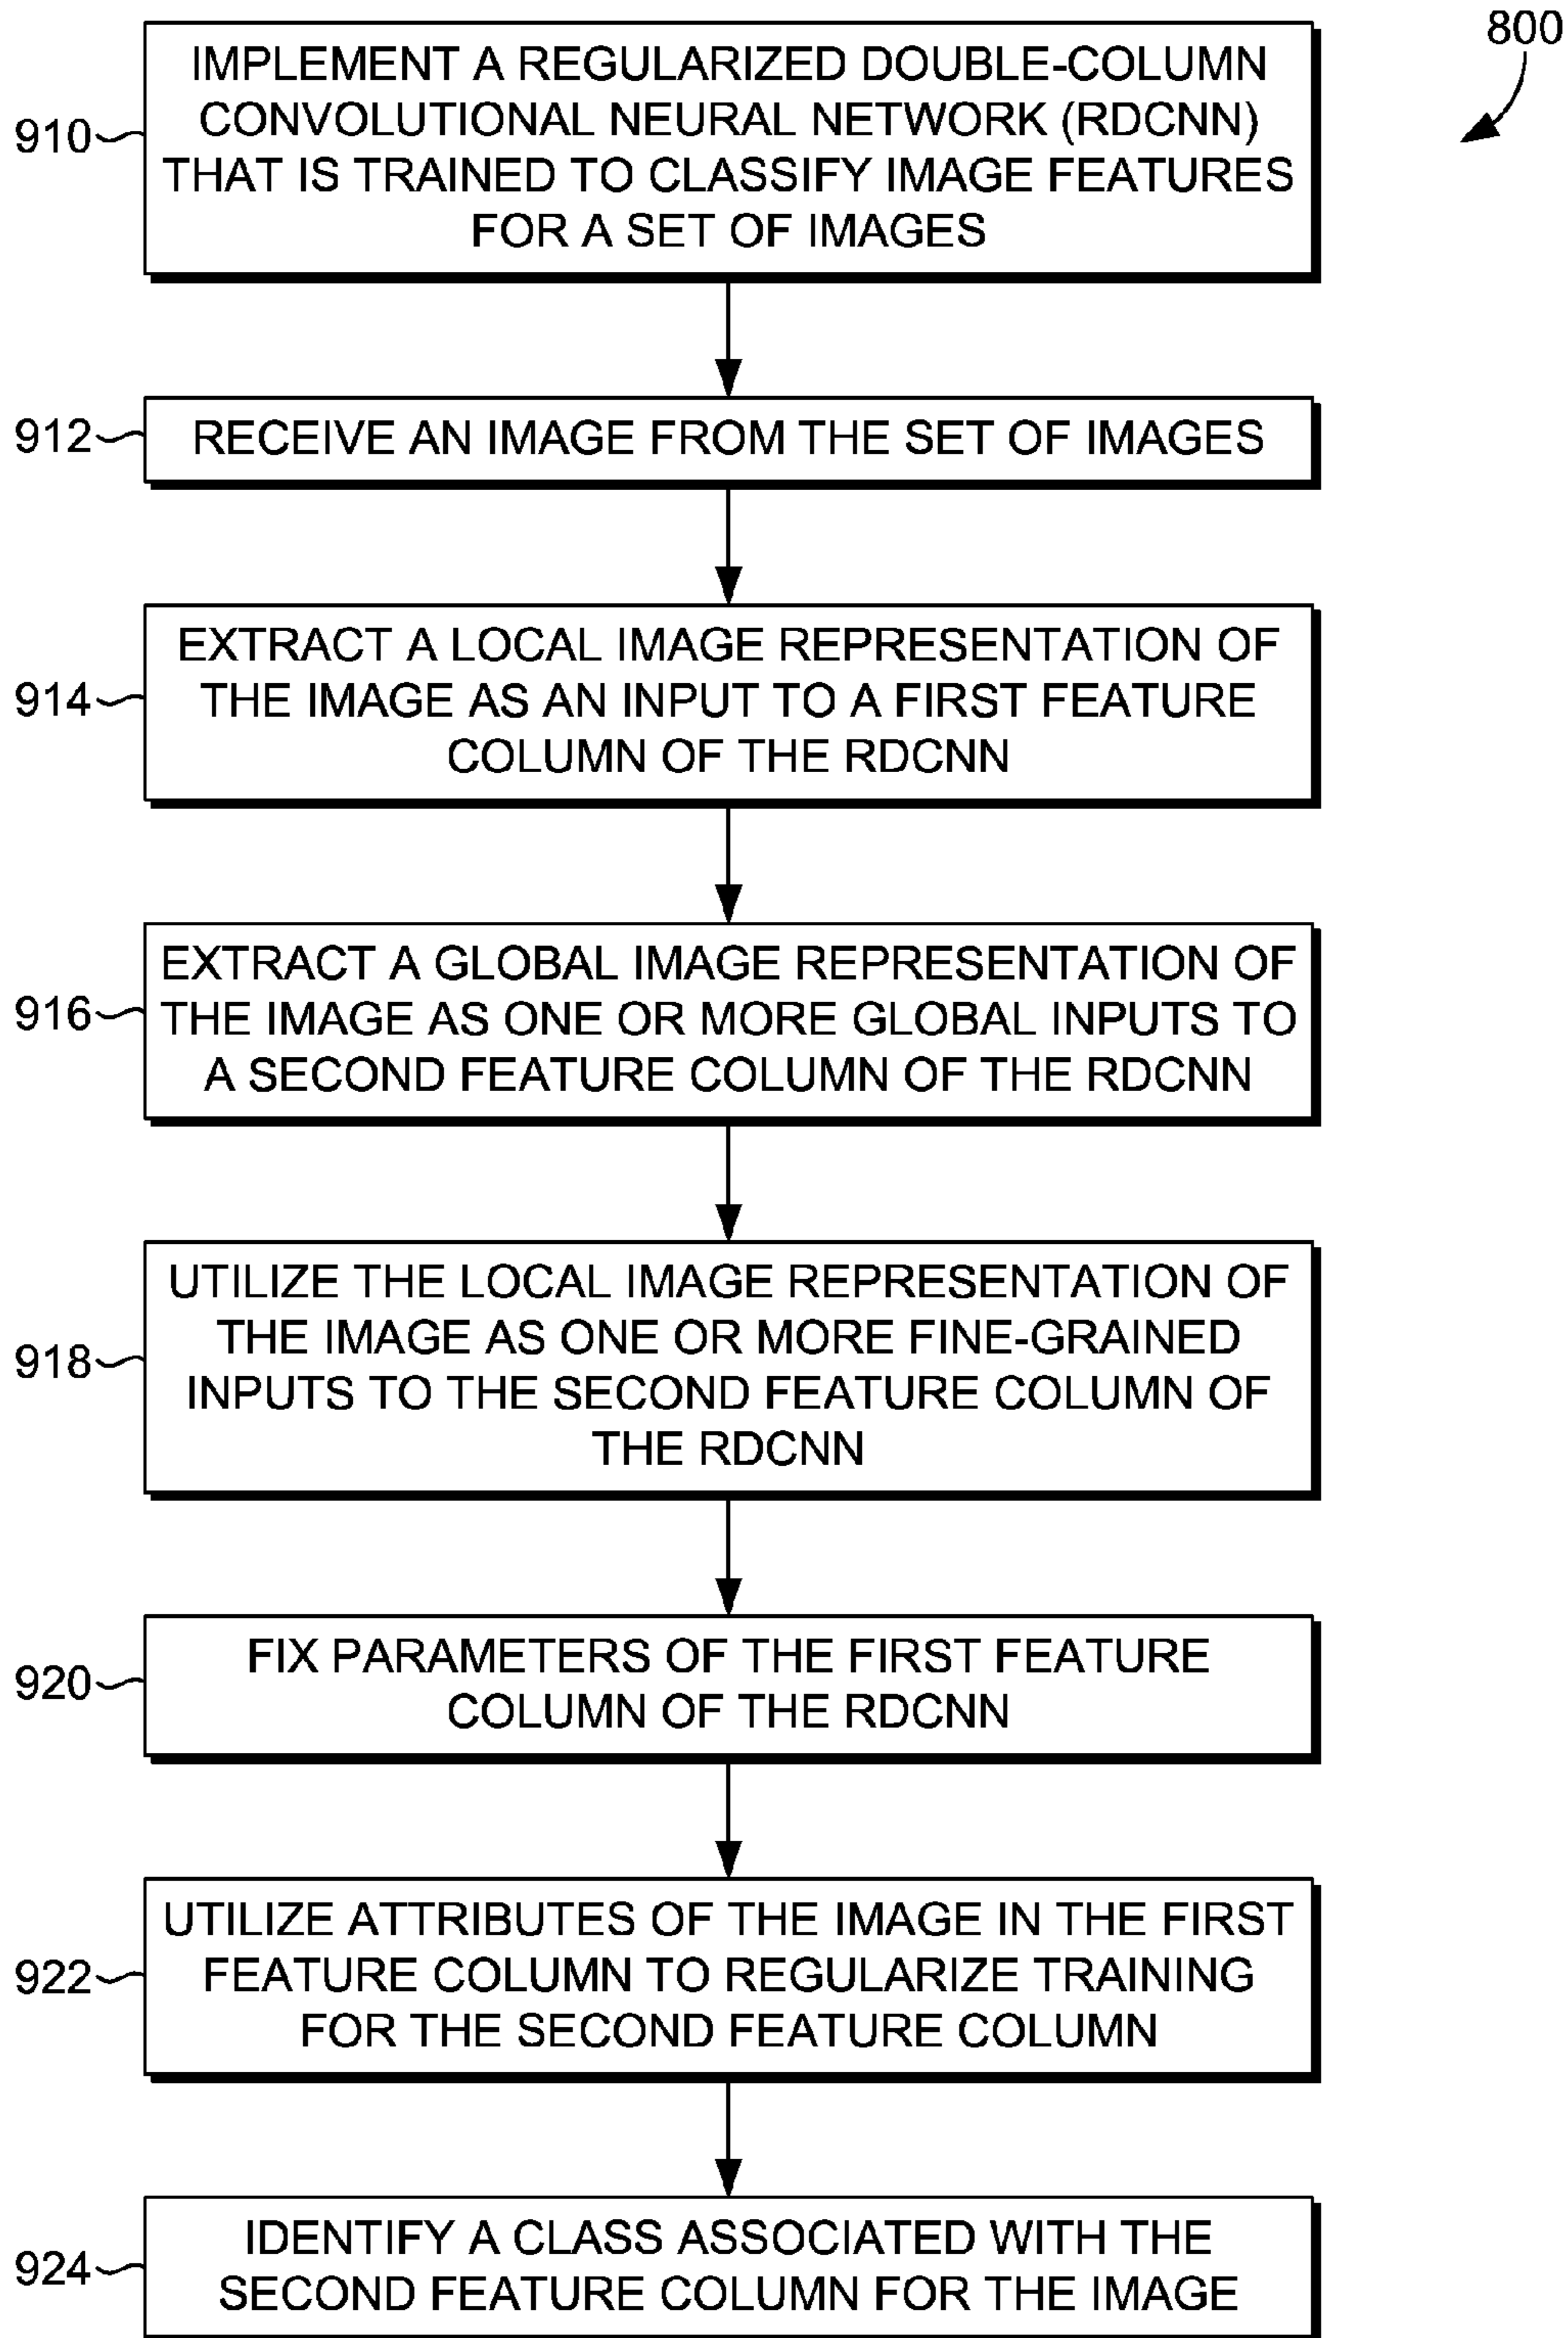 800
910
IMPLEMENT A REGULARIZED DOUBLE-COLUMN
CONVOLUTIONAL NEURAL NETWORK (RDCNN)
THAT IS TRAINED TO CLASSIFY IMAGE FEATURES
FOR A SET OF IMAGES
912
RECEIVE AN IMAGE FROM THE SET OF IMAGES
914
EXTRACT A LOCAL IMAGE REPRESENTATION OF
THE IMAGE AS AN INPUT TO A FIRST FEATURE
COLUMN OF THE RDCNN
916
EXTRACT A GLOBAL IMAGE REPRESENTATION OF
THE IMAGE AS ONE OR MORE GLOBAL INPUTS TO
A SECOND FEATURE COLUMN OF THE RDCNN
918
UTILIZE THE LOCAL IMAGE REPRESENTATION OF
THE IMAGE AS ONE OR MORE FINE-GRAINED
INPUTS TO THE SECOND FEATURE COLUMN OF
THE RDCNN
920
FIX PARAMETERS OF THE FIRST FEATURE
COLUMN OF THE RDCNN
922
UTILIZE ATTRIBUTES OF THE IMAGE IN THE FIRST
FEATURE COLUMN TO REGULARIZE TRAINING
FOR THE SECOND FEATURE COLUMN
924
IDENTIFY A CLASS ASSOCIATED WITH THE
SECOND FEATURE COLUMN FOR THE IMAGE